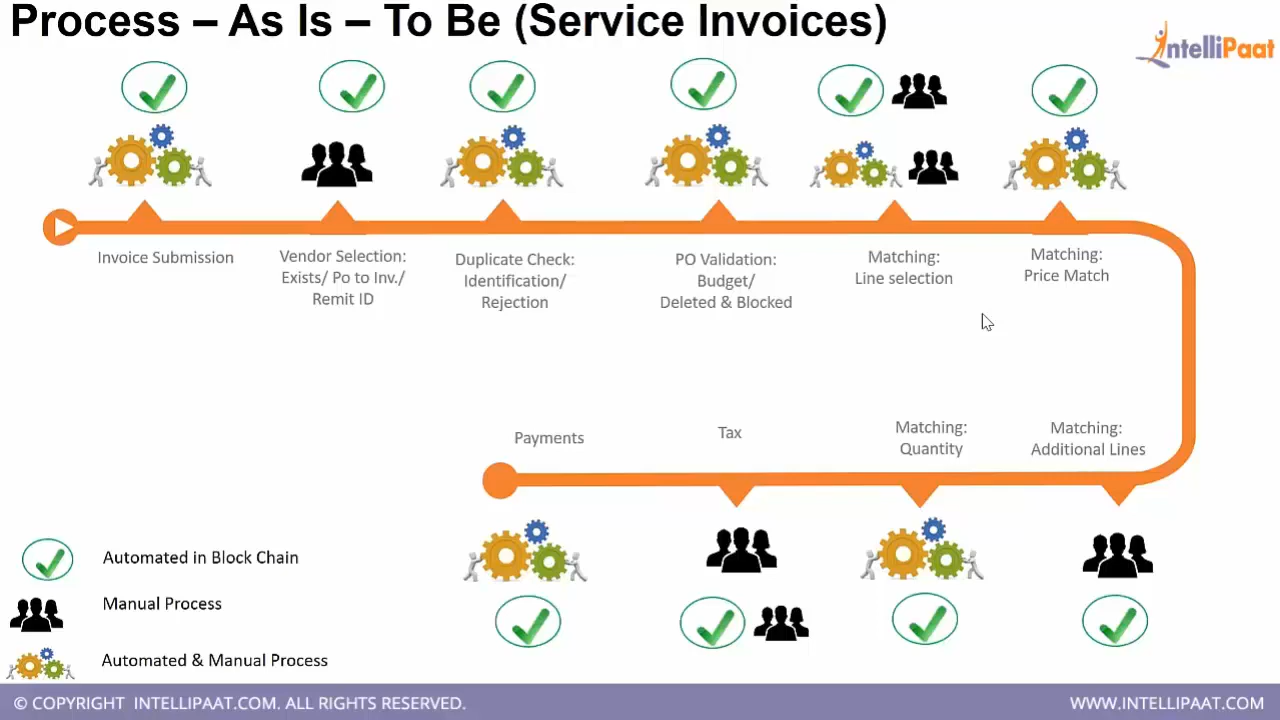 Process – As Is – To Be (Service Invoices)
IntelliPaat
Invoice Submission
Vendor Selection:
Exists/ Po to Inv./
Remit ID
Duplicate Check:
Identification/
Rejection
PO Validation:
Budget/
Deleted & Blocked
Matching:
Line selection
Matching:
Price Match
Payments
Tax
Matching:
Quantity
Matching:
Additional Lines
Automated in Block Chain
Manual Process
Automated & Manual Process
© COPYRIGHT INTELLIPAAT.COM. ALL RIGHTS RESERVED.
WWW.INTELLIPAAT.COM